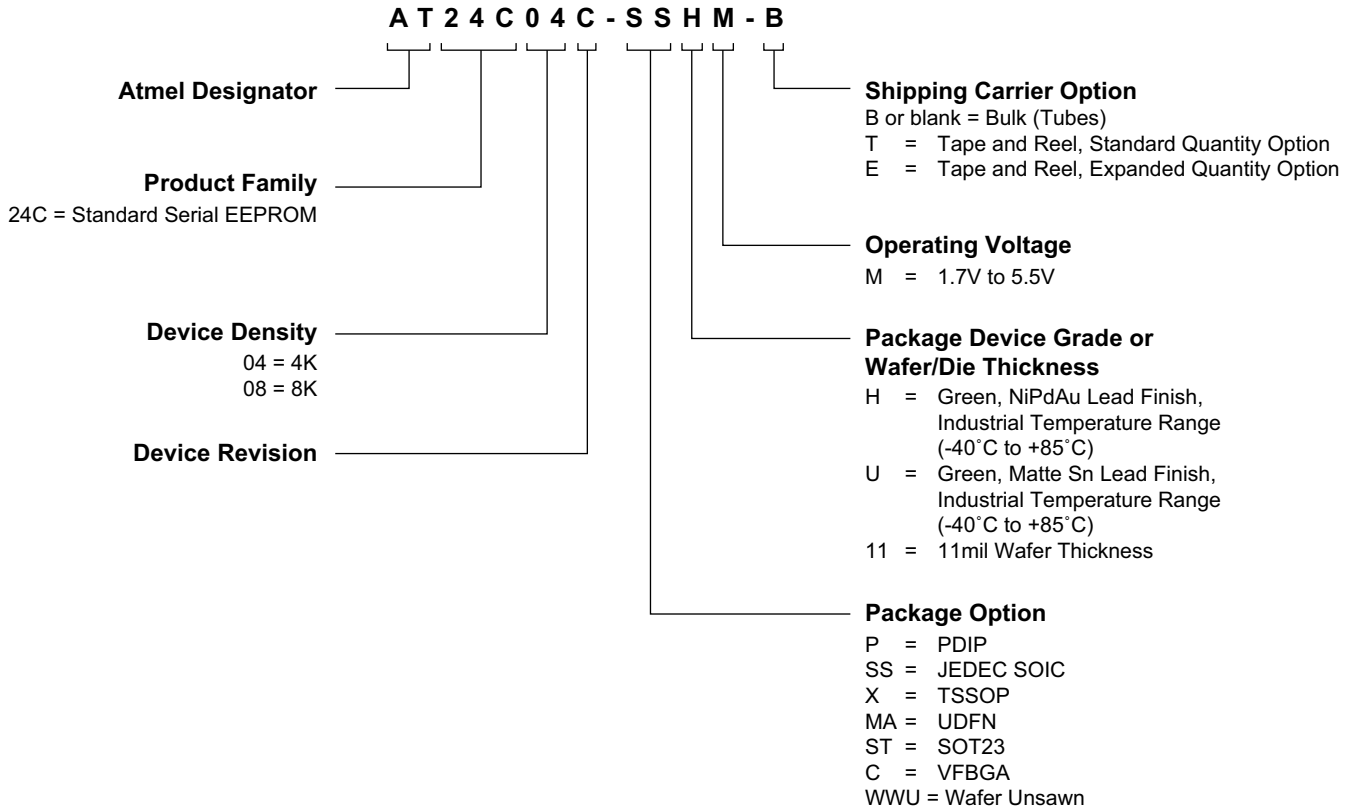 AT24C04C-SSHM-B
Atmel Designator
Product Family
24C = Standard Serial EEPROM
Device Density
04 = 4K
08 = 8K
Device Revision
Shipping Carrier Option
B or blank = Bulk (Tubes)
T = Tape and Reel, Standard Quantity Option
E = Tape and Reel, Expanded Quantity Option
Operating Voltage
M = 1.7V to 5.5V
Package Device Grade or
Wafer/Die Thickness
H = Green, NiPdAu Lead Finish,
Industrial Temperature Range
(-40˚C to +85˚C)
U = Green, Matte Sn Lead Finish,
Industrial Temperature Range
(-40˚C to +85˚C)
11 = 11mil Wafer Thickness
Package Option
P = PDIP
SS = JEDEC SOIC
X = TSSOP
MA = UDFN
ST = SOT23
C = VFBGA
WWU = Wafer Unsawn